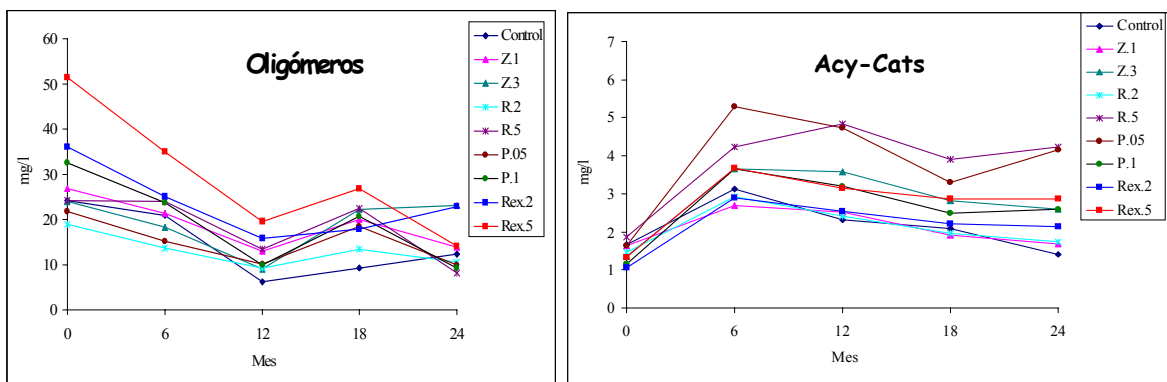 Oligómeros
60
50
40
30
20
10
0
mg/l
0 6 12 18 24
Mes
Control
Z.1
Z.3
R.2
R.5
P.05
P.1
Rex.2
Rex.5
Acy-Cats
7
6
5
4
3
2
1
0
mg/l
0 6 12 18 24
Mes
Control
Z.1
Z.3
R.2
R.5
P.05
P.1
Rex.2
Rex.5